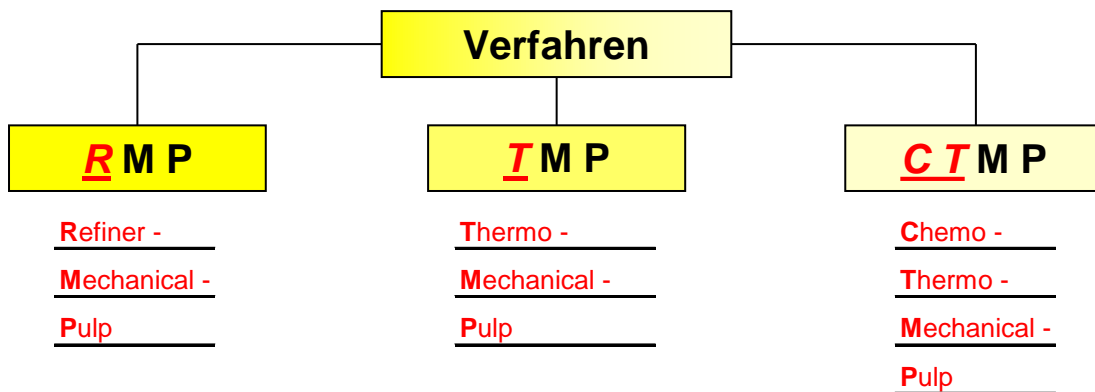 Verfahren
R M P
Refiner -
Mechanical -
Pulp
T M P
Thermo -
Mechanical -
Pulp
C T M P
Chemo -
Thermo -
Mechanical -
Pulp